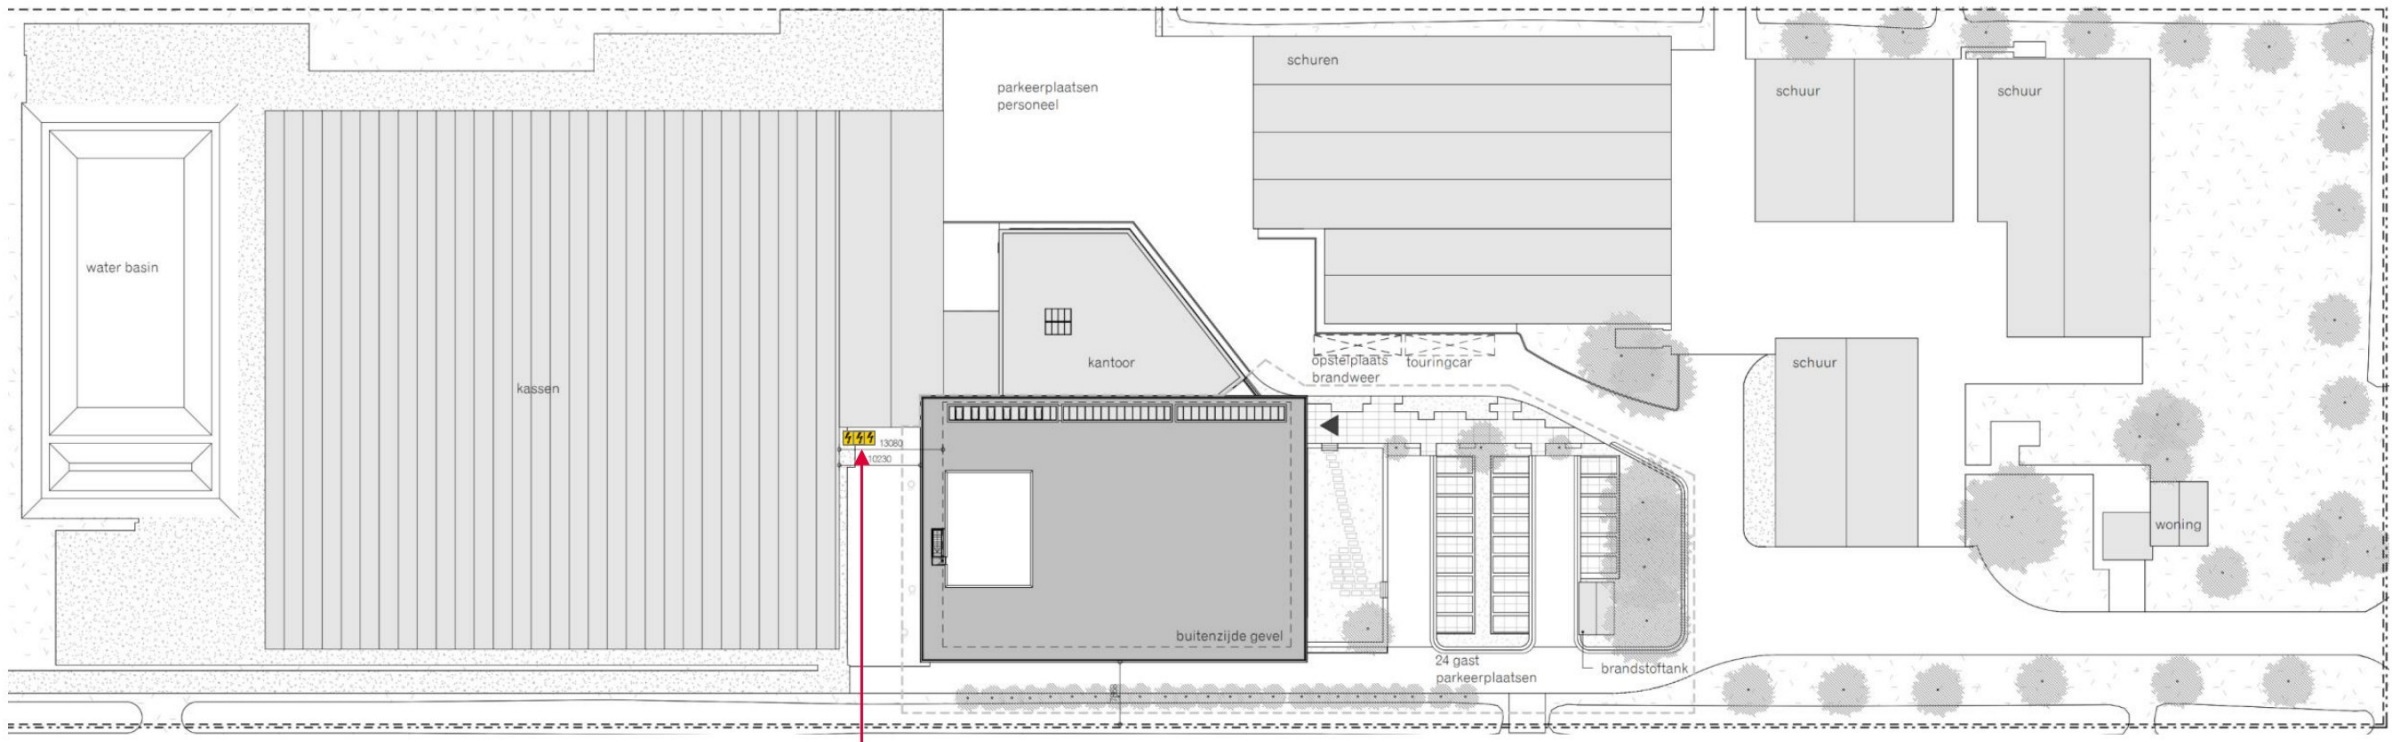 schuren
parkeerplaatsen
personeel
schuur
schuur
water basin
kantoor
opstelplaats
brandweer
touringcar
schuur
kassen
13080
10230
woning
buitenzijde gevel
24 gast
parkeerplaatsen
brandstoftank